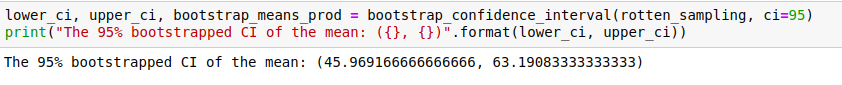 lower_ci, upper_ci, bootstrap_means_prod = bootstrap_confidence_interval(rotten_sampling, ci=95)
print("The 95% bootstrapped CI of the mean: ({}, {})".format(lower_ci, upper_ci))
The 95% bootstrapped CI of the mean: (45.969166666666666, 63.19083333333333)